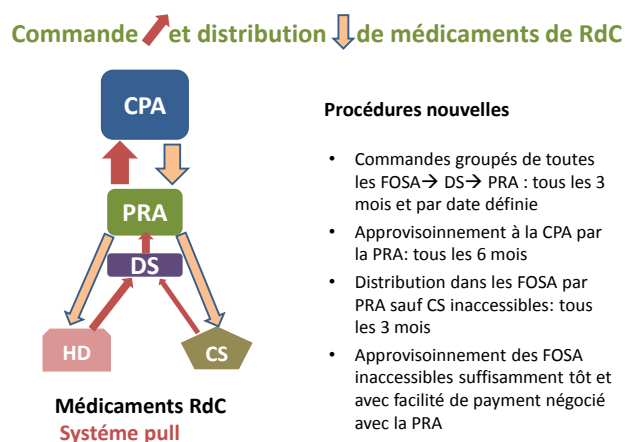 Commande et distribution de médicaments de RdC
CPA
PRA
DS
HD
CS
Médicaments RdC
Systéme pull
Procédures nouvelles
• Commandes groupés de toutes
les FOSA→ DS→ PRA : tous les 3
mois et par date définie
• Approvisoinnement à la CPA par
la PRA: tous les 6 mois
• Distribution dans les FOSA par
PRA sauf CS inaccessibles: tous
les 3 mois
• Approvisoinnement des FOSA
inaccessibles suffisamment tôt et
avec facilité de payment négocié
avec la PRA